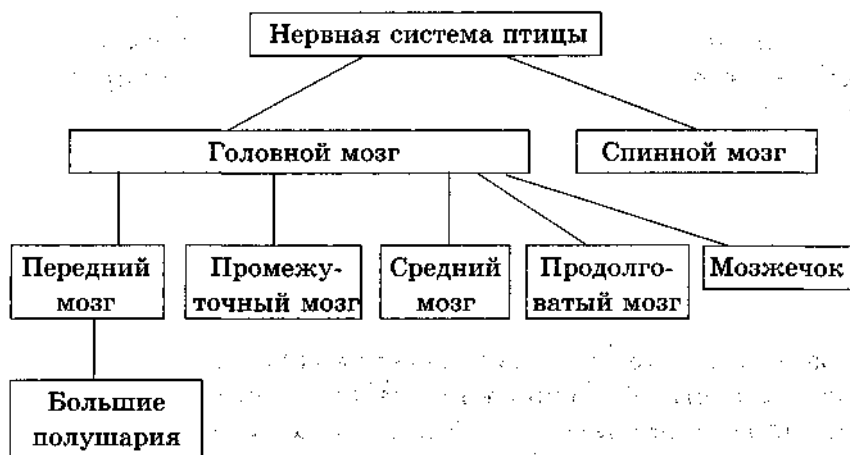 Нервная система птицы
Головной мозг
Спинной мозг
Передний
мозг
Промежу-
точный мозг
Средний
мозг
Продолго-
ватый мозг
Мозжечок
Большие
полушария